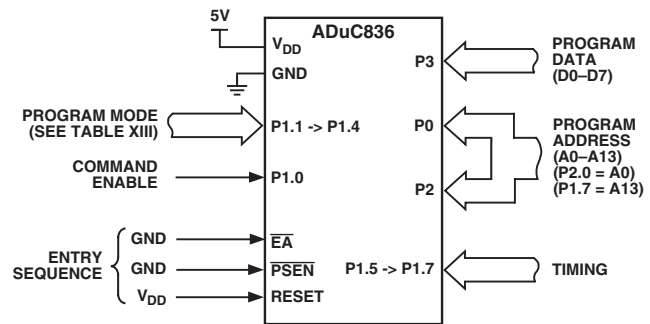 5V
ADuC836
VDD
GND
P3
PROGRAM
DATA
(D0–D7)
PROGRAM MODE
(SEE TABLE XIII)
P1.1 -> P1.4
P0
PROGRAM
ADDRESS
(A0–A13)
(P2.0 = A0)
(P1.7 = A13)
COMMAND
ENABLE
P1.0
P2
ENTRY
SEQUENCE
GND
EA
GND
PSEN
VDD
RESET
P1.5 -> P1.7
TIMING